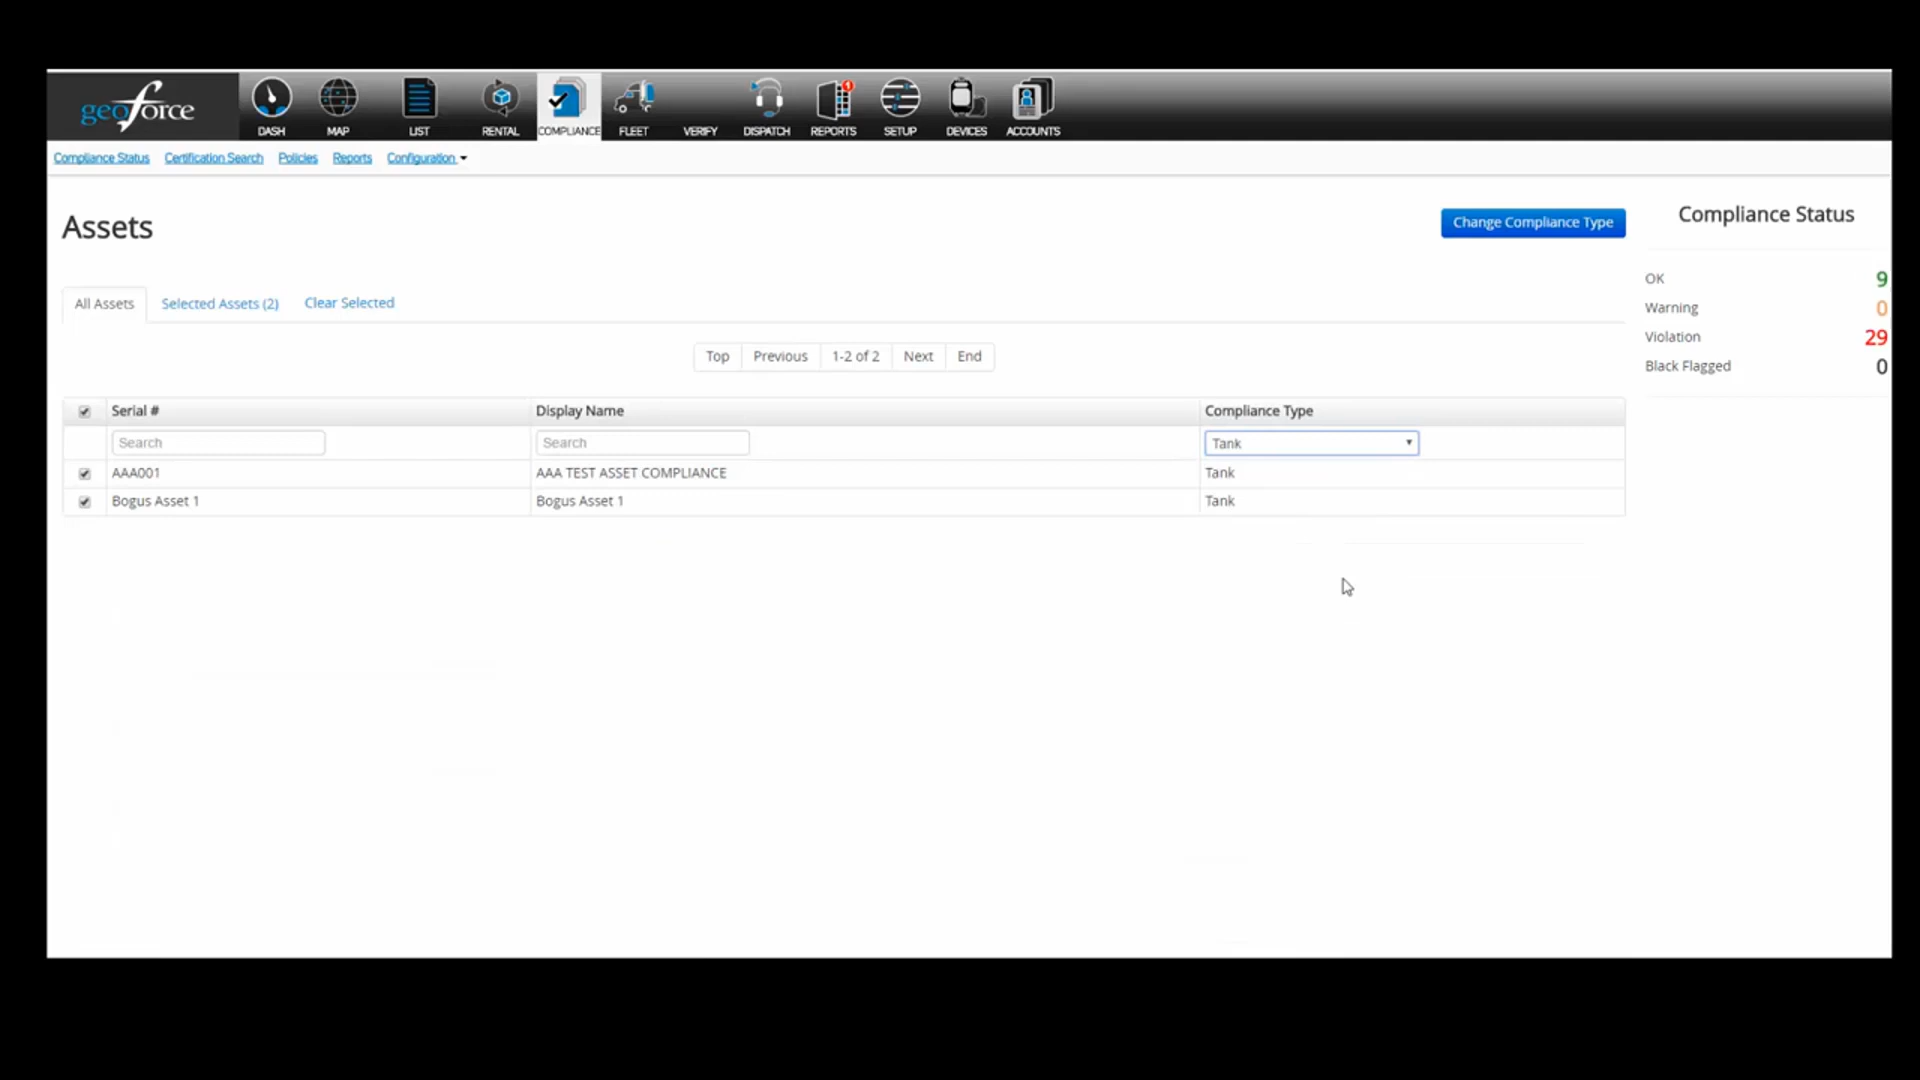 geoforce
DASH MAP LIST RENTAL COMPLIANCE FLEET VERIFY DISPATCH REPORTS SETUP DEVICES ACCOUNTS
1
Compliance Status Certification Search Policies Reports Configuration
Assets
Change Compliance Type
All Assets Selected Assets (2) Clear Selected
Top Previous 1-2 of 2 Next End
Serial # Display Name Compliance Type
Search Search Tank
AAA001 AAA TEST ASSET COMPLIANCE Tank
Bogus Asset 1 Bogus Asset 1 Tank
Compliance Status
OK 9
Warning 0
Violation 29
Black Flagged 0